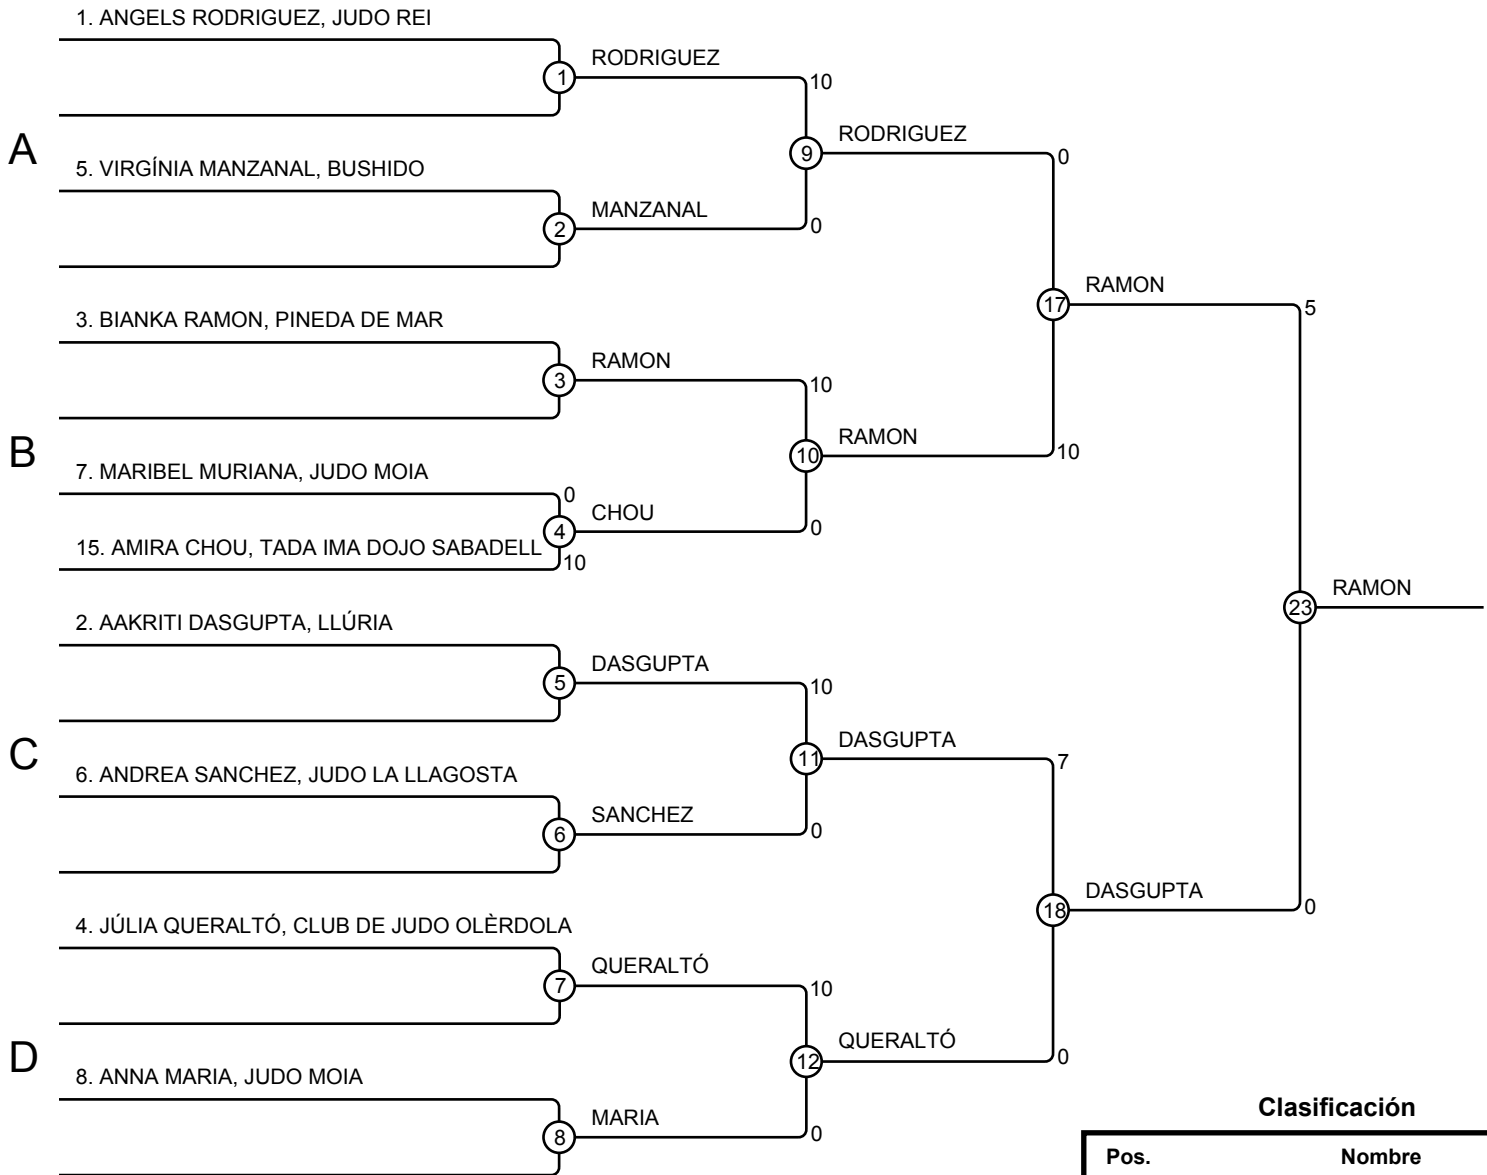 1. ANGELS RODRIGUEZ, JUDO REI
RODRIGUEZ
1
10
RODRIGUEZ
A
9
0
5. VIRGÍNIA MANZANAL, BUSHIDO
MANZANAL
2
0
RAMON
17
5
3. BIANKA RAMON, PINEDA DE MAR
RAMON
3
10
RAMON
B
10
10
7. MARIBEL MURIANA, JUDO MOIA
0
CHOU
4
0
15. AMIRA CHOU, TADA IMA DOJO SABADELL
10
RAMON
23
2. AAKRITI DASGUPTA, LLÚRIA
DASGUPTA
5
10
DASGUPTA
C
11
7
6. ANDREA SANCHEZ, JUDO LA LLAGOSTA
SANCHEZ
6
0
DASGUPTA
18
0
4. JÚLIA QUERALTÓ, CLUB DE JUDO OLÈRDOLA
QUERALTÓ
7
10
QUERALTÓ
D
12
0
8. ANNA MARIA, JUDO MOIA
MARIA
8
0
Clasificación
Pos. Nombre